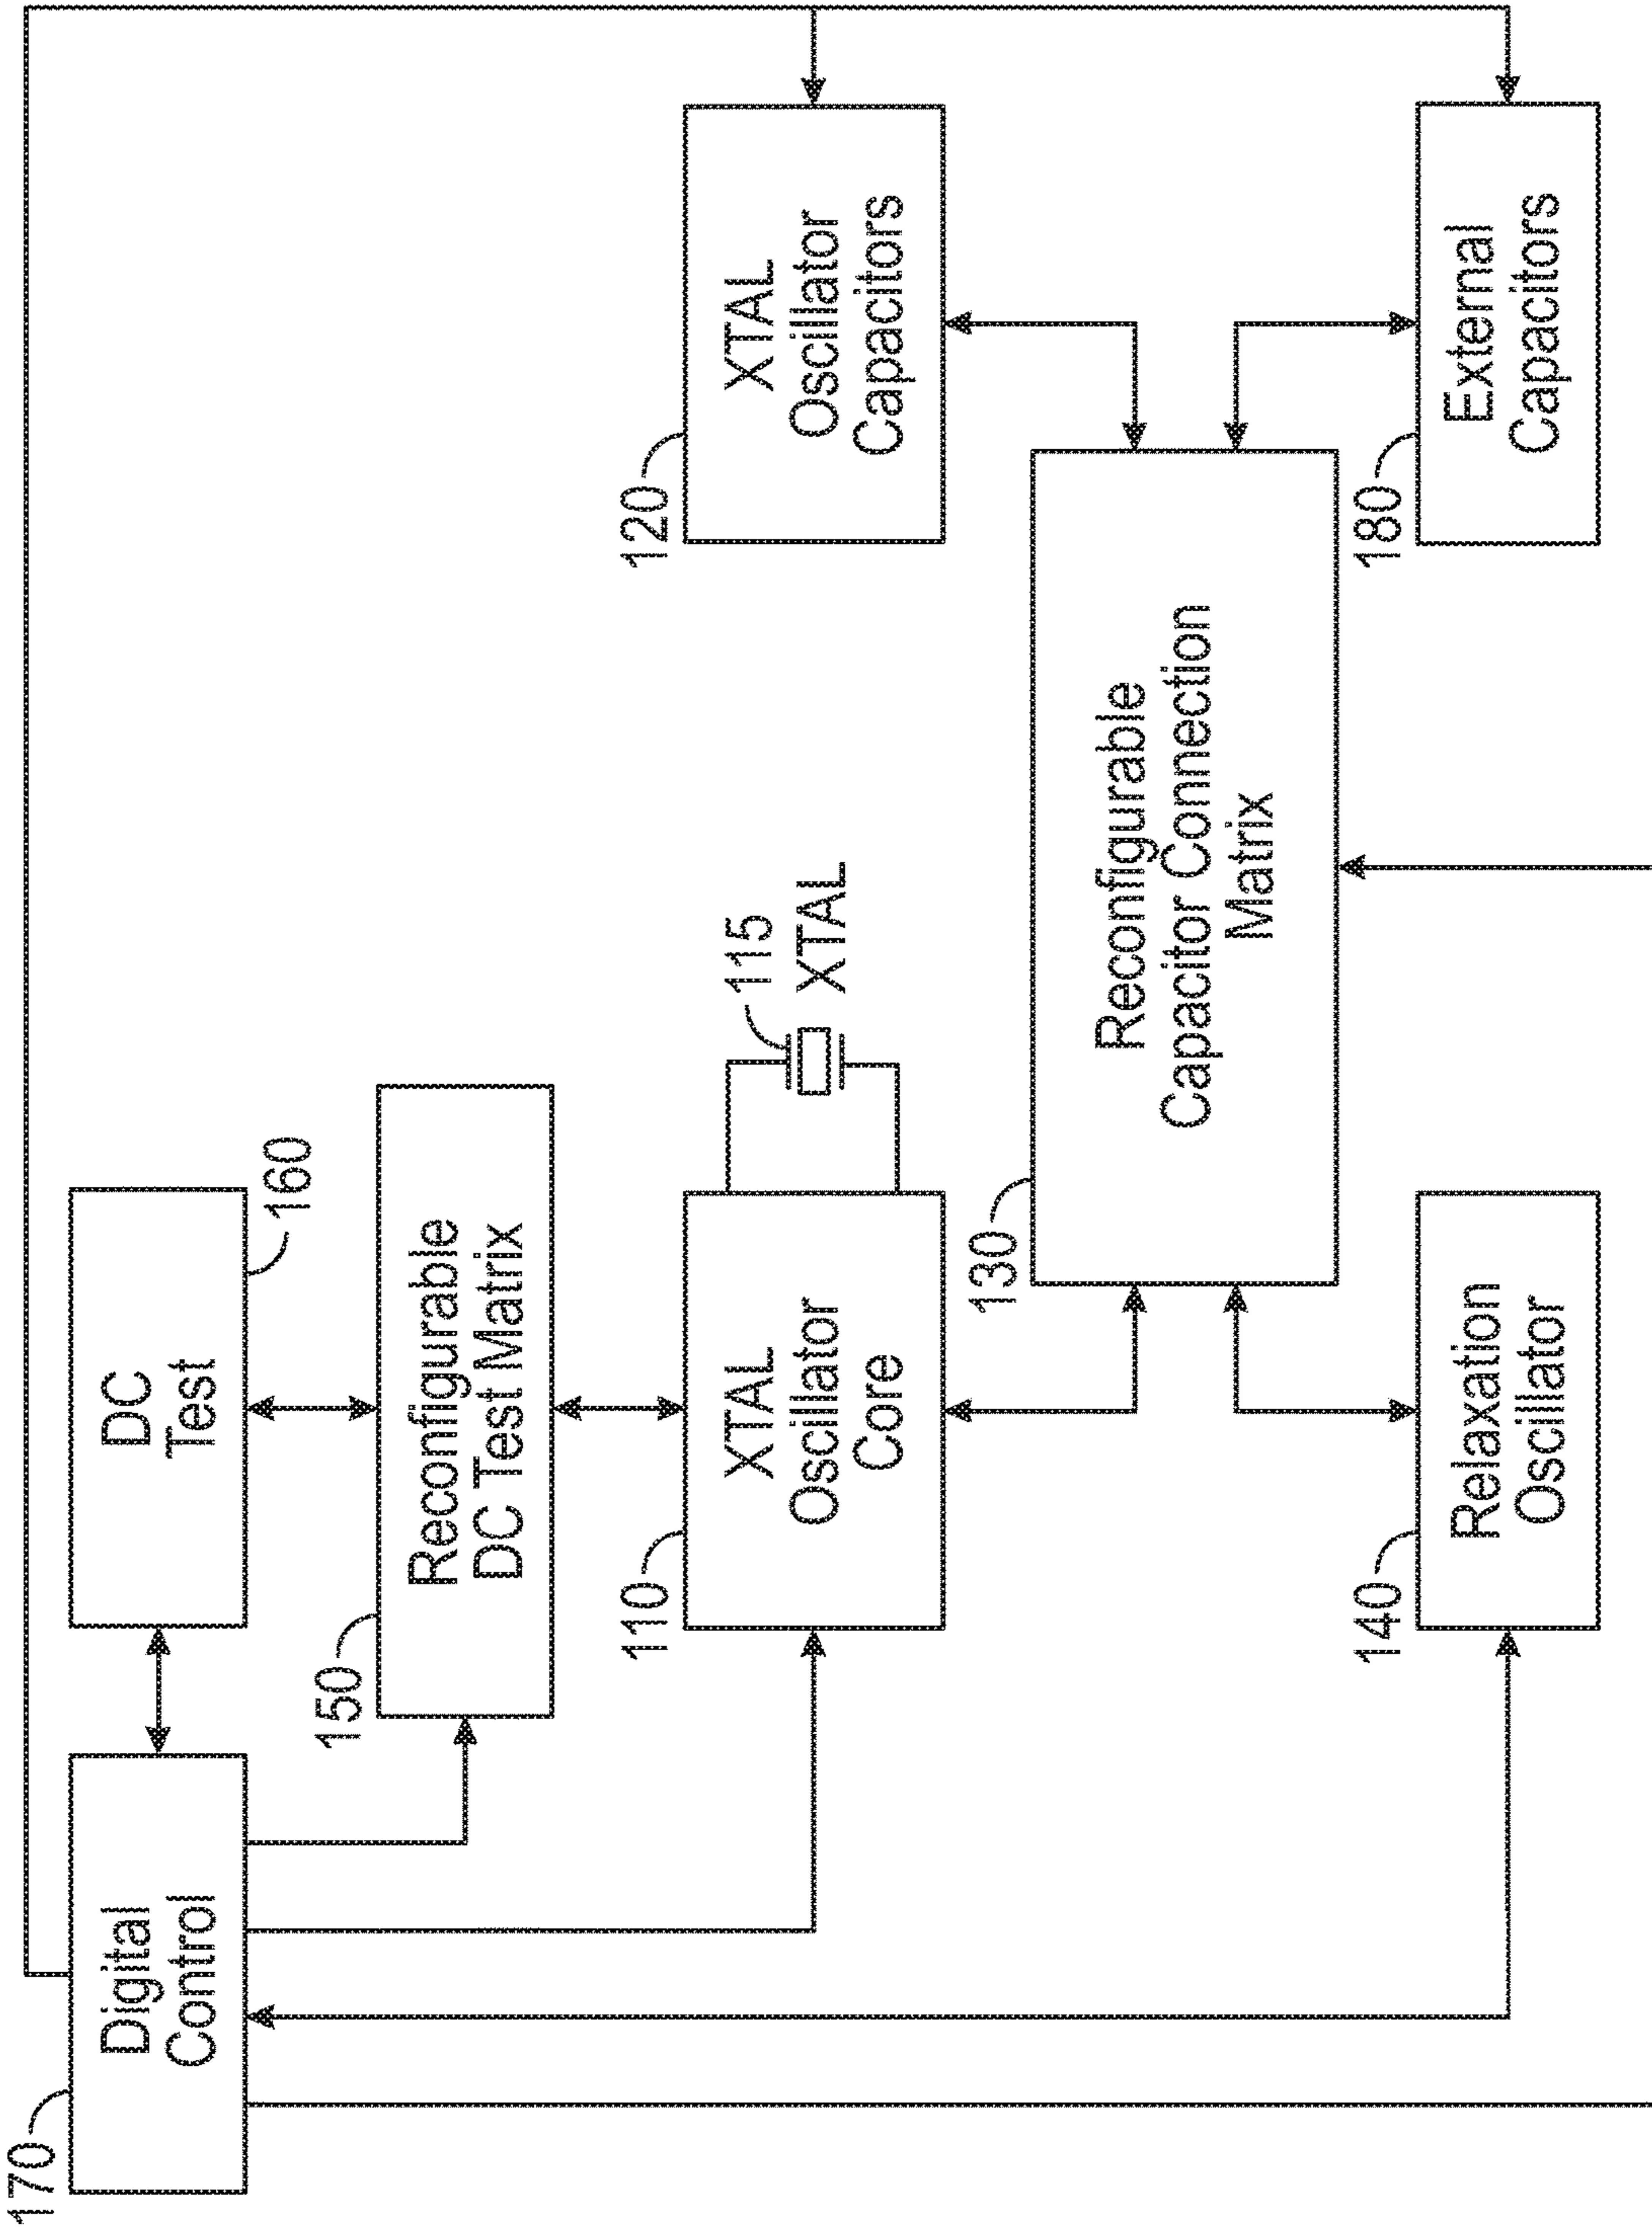 170
Digital
Control
DC
Test
160
150
Reconfigurable
DC Test Matrix
110
XTAL
Oscillator
Core
115
XTAL
120
XTAL
Oscillator
Capacitors
130
Reconfigurable
Capacitor Connection
Matrix
140
Relaxation
Oscillator
180
External
Capacitors